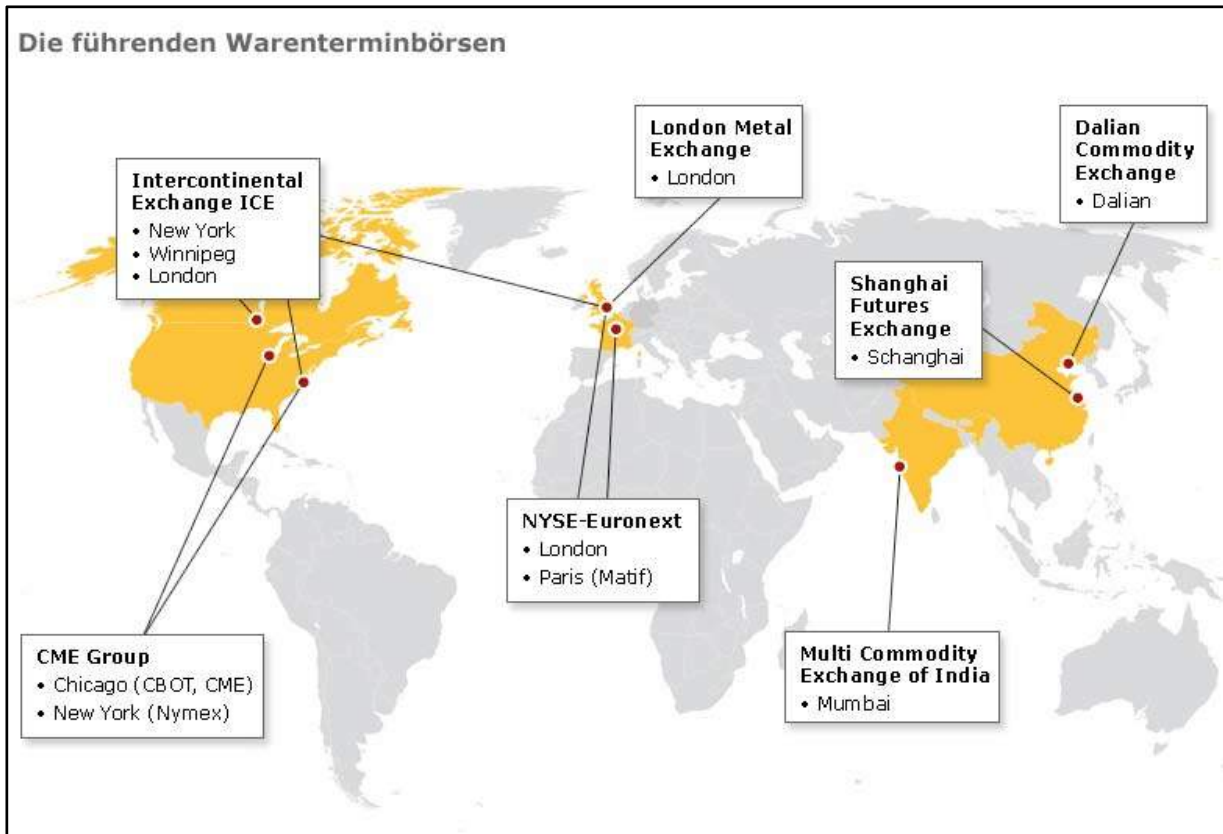 Die führenden Warenterminbörsen
London Metal
Exchange
• London
Dalian
Commodity
Exchange
• Dalian
Intercontinental
Exchange ICE
• New York
• Winnipeg
• London
Shanghai
Futures
Exchange
• Schanghai
NYSE-Euronext
• London
• Paris (Matif)
CME Group
• Chicago (CBOT, CME)
• New York (Nymex)
Multi Commodity
Exchange of India
• Mumbai